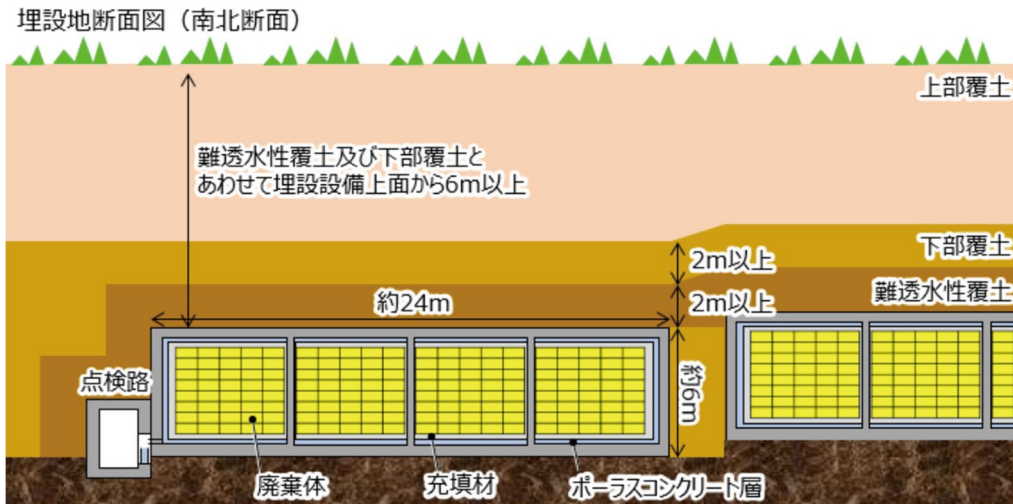 埋設地断面図（南北断面）
上部覆土
難透水性覆土及び下部覆土と
あわせて埋設設備上面から6m以上
下部覆土
2m以上
難透水性覆土
2m以上
約24m
点検路
約6m
廃棄体
充填材
ポーラスコンクリート層